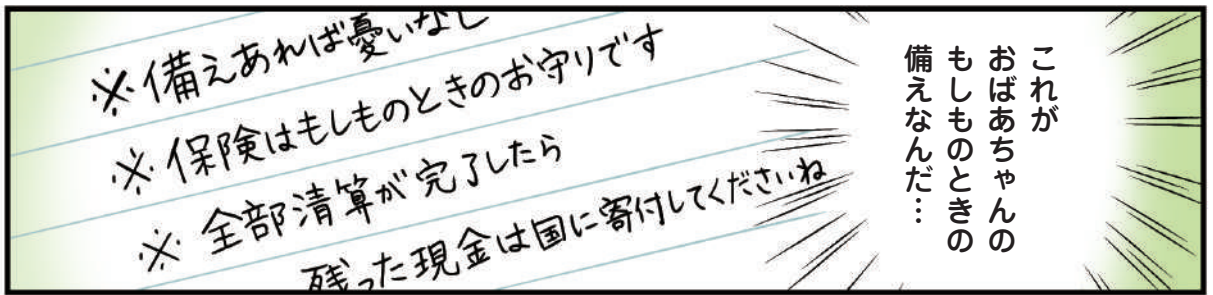 これが
おばあちゃんの
もしものときの
備えなんだ…
※備えあれば憂いなし
※保険はもしものときのお守りです
※全部清算が完了したら
残った現金は国に寄付してくださいね